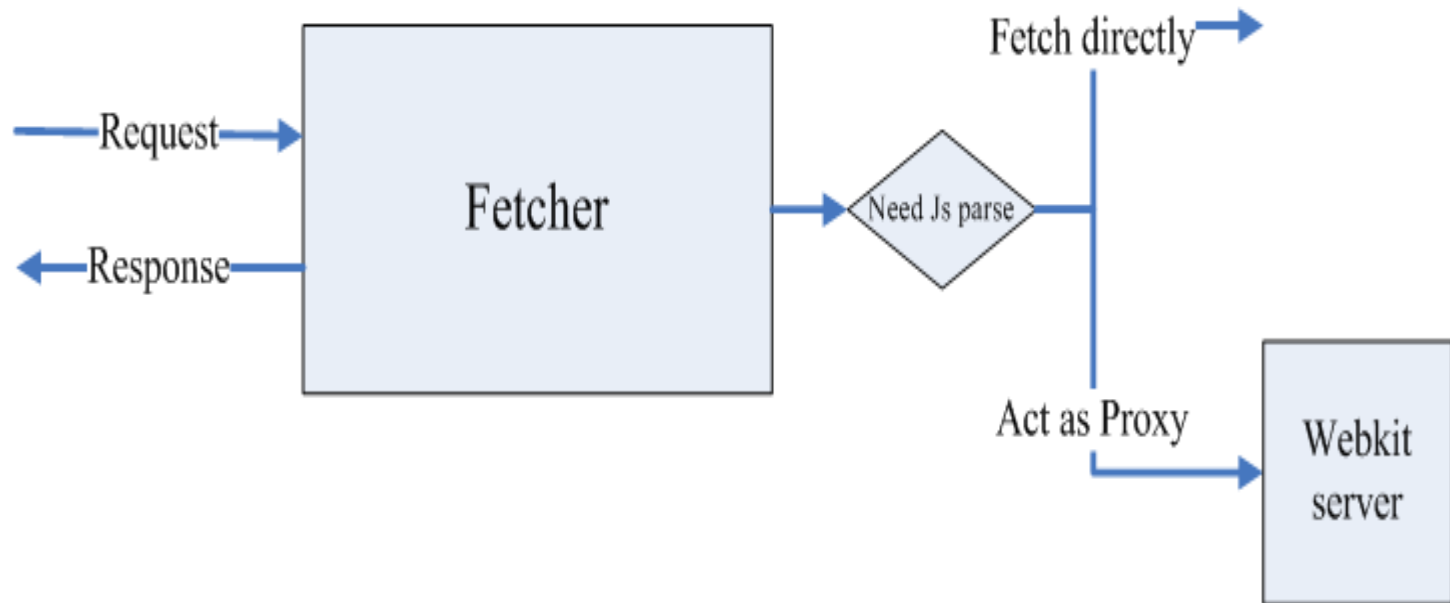 Fetch directly
Request
Fetcher
Need Js parse
Response
Act as Proxy
Webkit
server